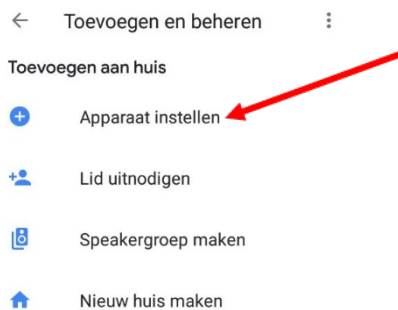 Toevoegen en beheren
Toevoegen aan huis
Apparaat instellen
Lid uitnodigen
Speakergroep maken
Nieuw huis maken